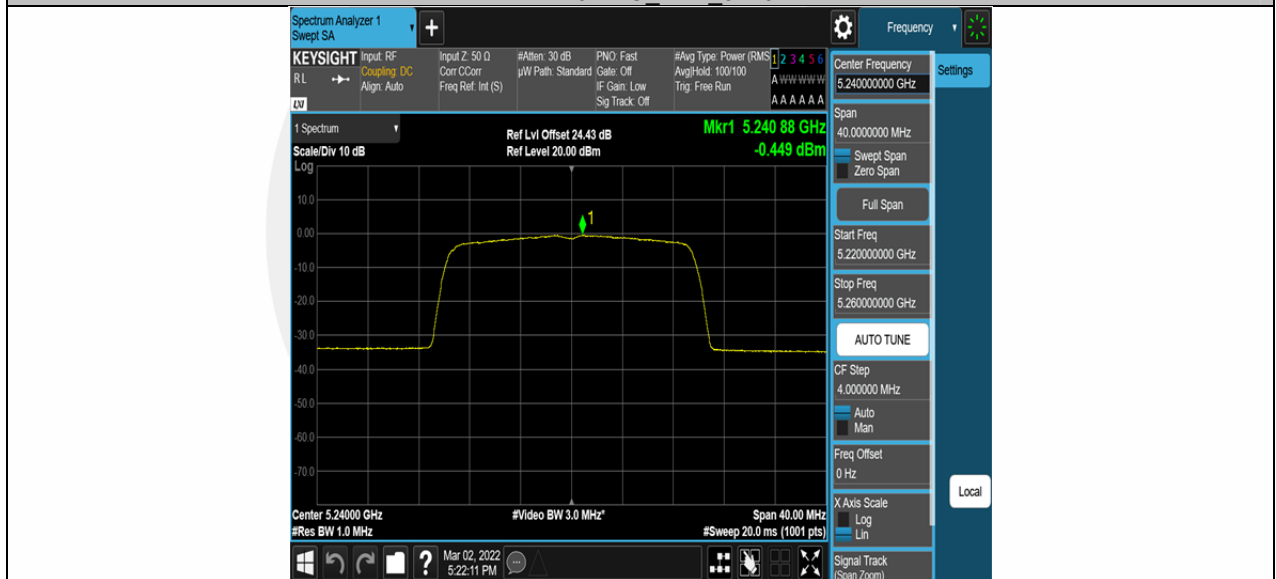 Spectrum Analyzer 1
Swept SA
+
Frequency
KEYSIGHT
RL
LXI
Input: RF
Coupling: DC
Align: Auto
Input Z: 50 Ω
Corr CCorr
Freq Ref: Int (S)
#Atten: 30 dB
µW Path: Standard
PNO: Fast
Gate: Off
IF Gain: Low
Sig Track: Off
#Avg Type: Power (RMS
Avg|Hold: 100/100
Trig: Free Run
1 2 3 4 5 6
A W W W W W
A A A A A A
1 Spectrum
Scale/Div 10 dB
Log
Ref Lvl Offset 24.43 dB
Ref Level 20.00 dBm
Mkr1 5.240 88 GHz
-0.449 dBm
1
10.0
0.00
-10.0
-20.0
-30.0
-40.0
-50.0
-60.0
-70.0
Center 5.24000 GHz
#Res BW 1.0 MHz
#Video BW 3.0 MHz*
Span 40.00 MHz
#Sweep 20.0 ms (1001 pts)
?
Mar 02, 2022
5:22:11 PM
Center Frequency
5.240000000 GHz
Span
40.0000000 MHz
Swept Span
Zero Span
Full Span
Start Freq
5.220000000 GHz
Stop Freq
5.260000000 GHz
AUTO TUNE
CF Step
4.000000 MHz
Auto
Man
Freq Offset
0 Hz
X Axis Scale
Log
Lin
Signal Track
(Span Zoom)
Settings
Local